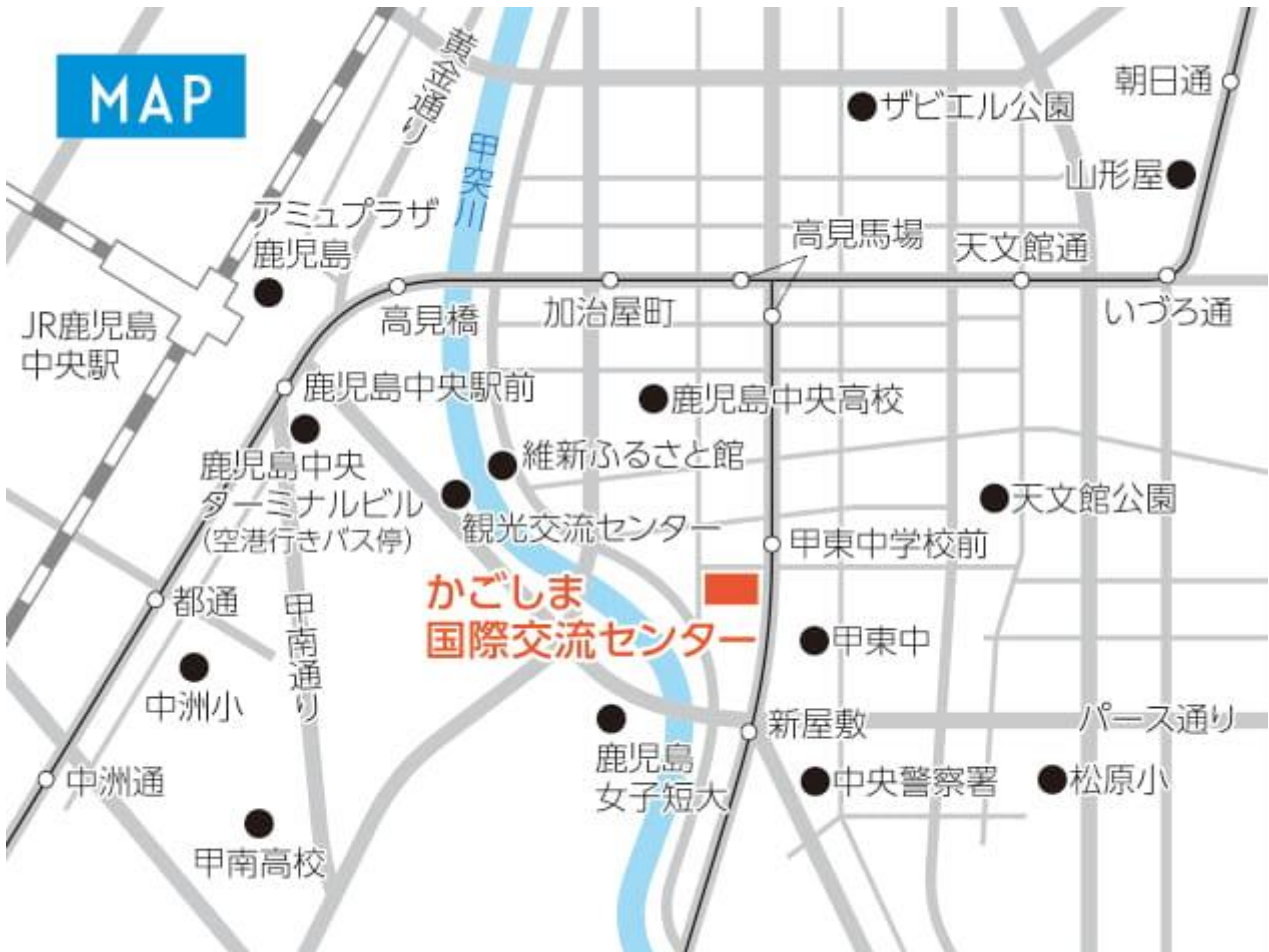 MAP
黄金通り
朝日通
ザビエル公園
甲突川
山形屋
アミュプラザ
鹿児島
高見馬場
天文館通
JR鹿児島
中央駅
高見橋
加治屋町
いづろ通
鹿児島中央駅前
鹿児島中央高校
鹿児島中央
ターミナルビル
(空港行きバス停)
維新ふるさと館
観光交流センター
天文館公園
甲東中学校前
かごしま
国際交流センター
都通
甲南通り
甲東中
中洲小
新屋敷
パース通り
鹿児島
女子短大
中洲通
中央警察署
松原小
甲南高校